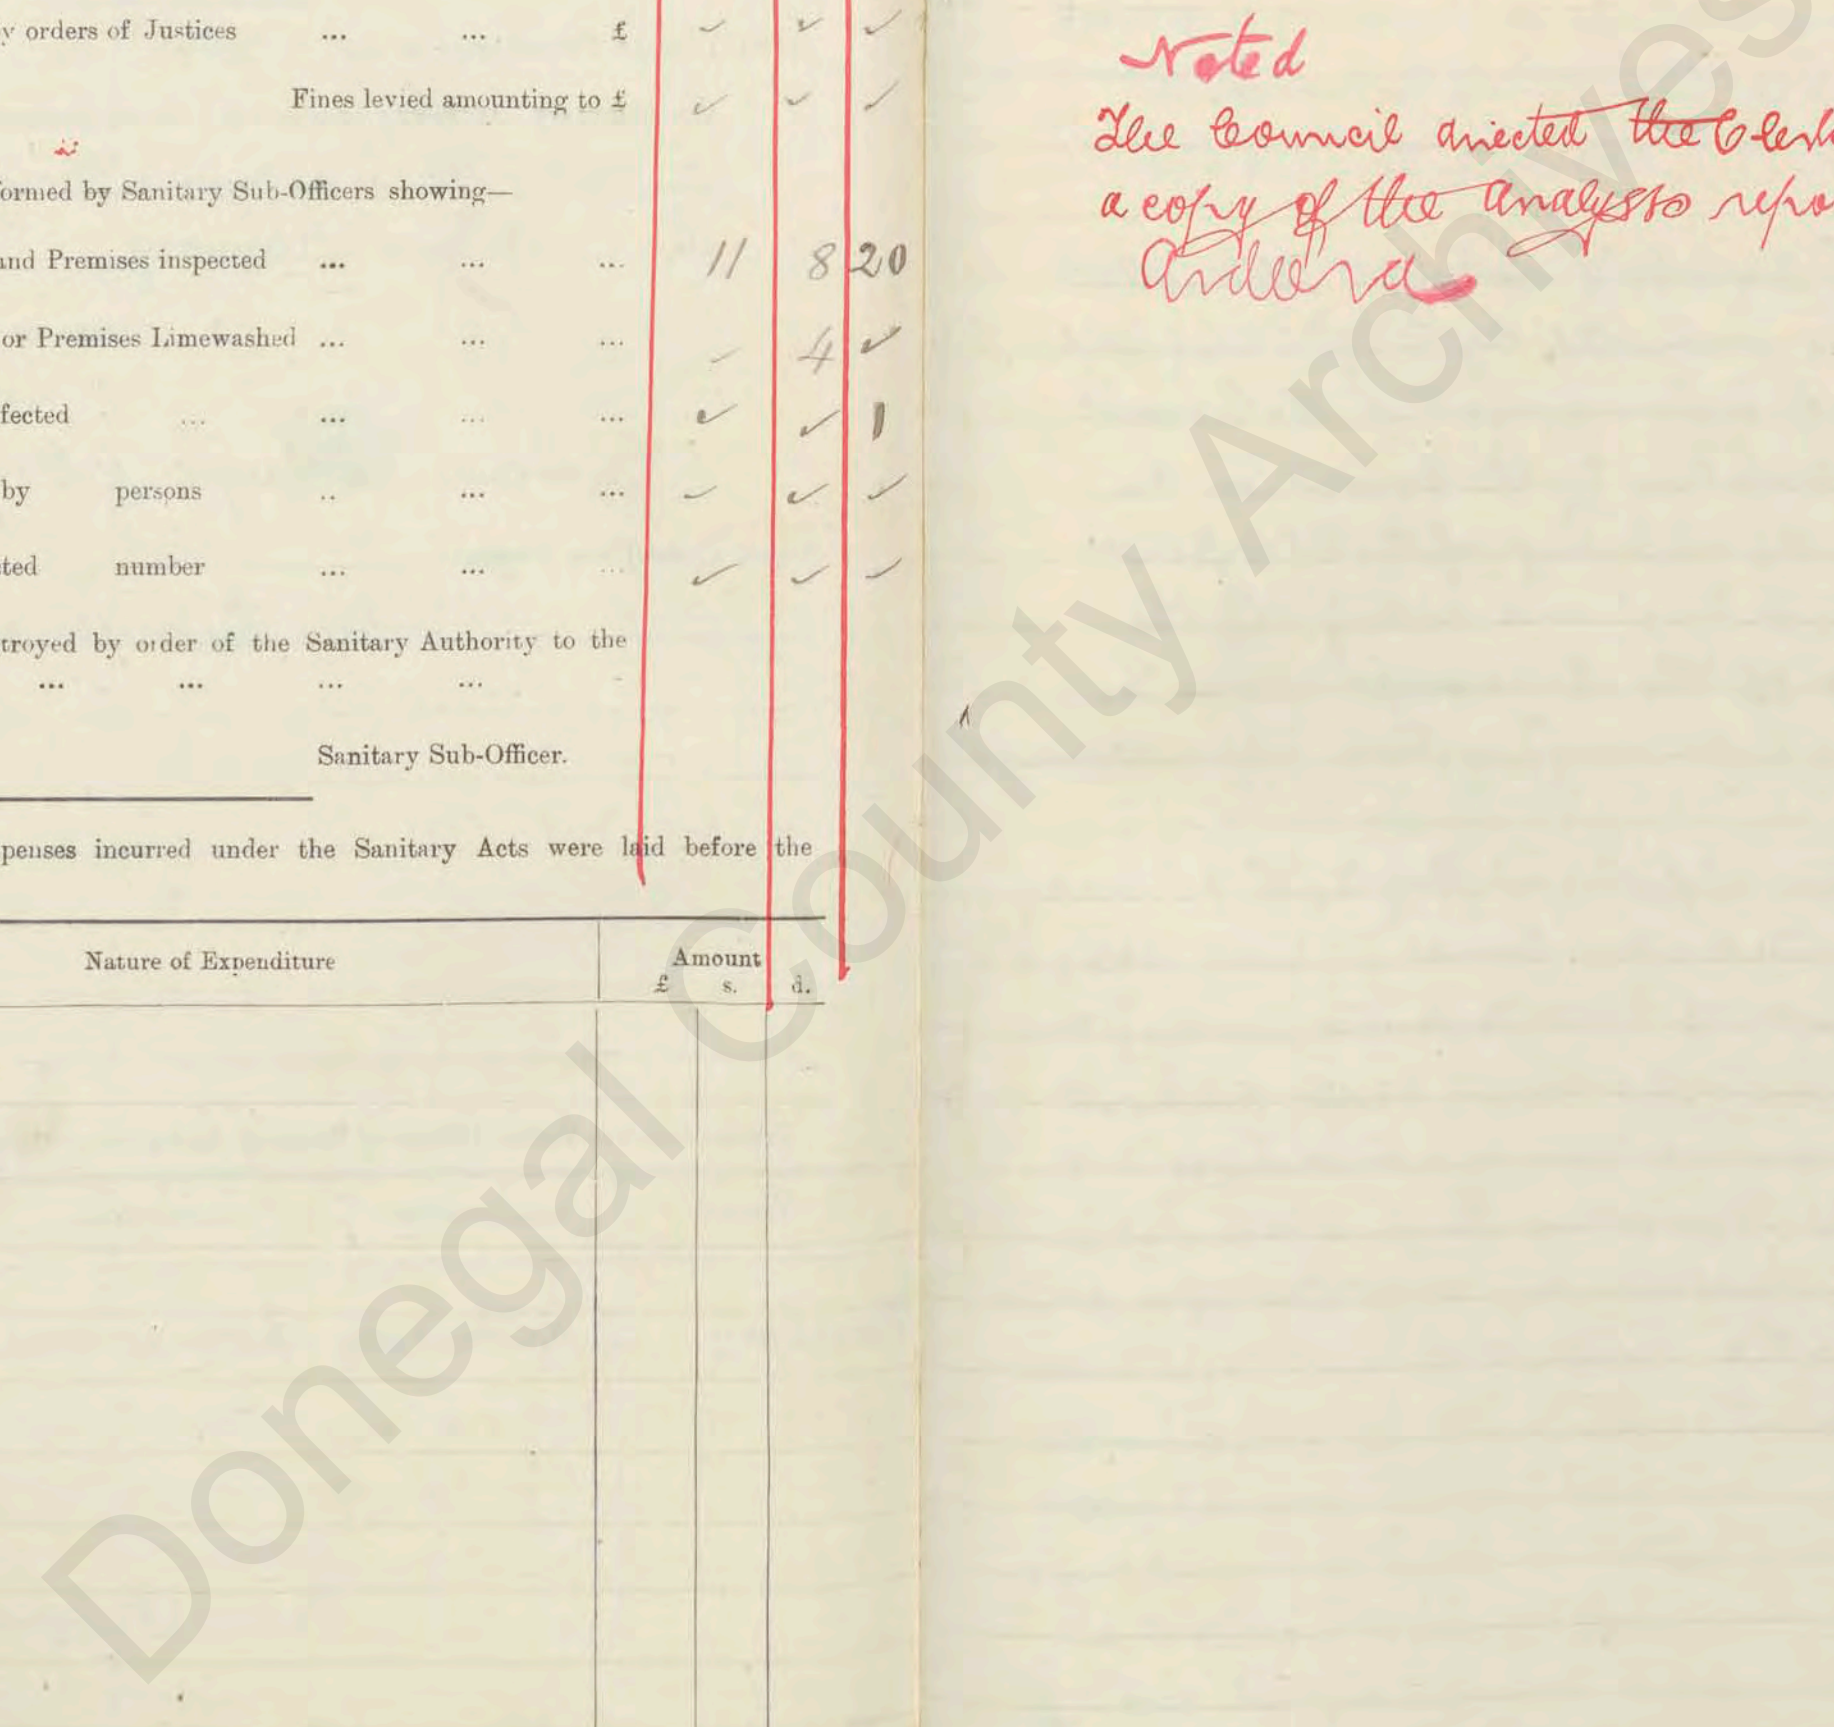 y orders of Justices ... ... £ ✓ ✓ ✓
Fines levied amounting to £ ✓ ✓ ✓
ormed by Sanitary Sub-Officers showing—
and Premises inspected ... ... ... 11 8 20
or Premises Limewashed ... ... ... ✓ 4 ✓
fected ... ... ... ... ✓ ✓ 1
by persons .. ... ... ✓ ✓ ✓
ted number ... ... ... ✓ ✓ ✓
troyed by order of the Sanitary Authority to the
... ... ... ...
Sanitary Sub-Officer.
penses incurred under the Sanitary Acts were laid before the
Nature of Expenditure Amount
£ s. d.
Noted
The Council directed the Clerk
a copy of the Analysts repo
Ardara
Donegal County Archives